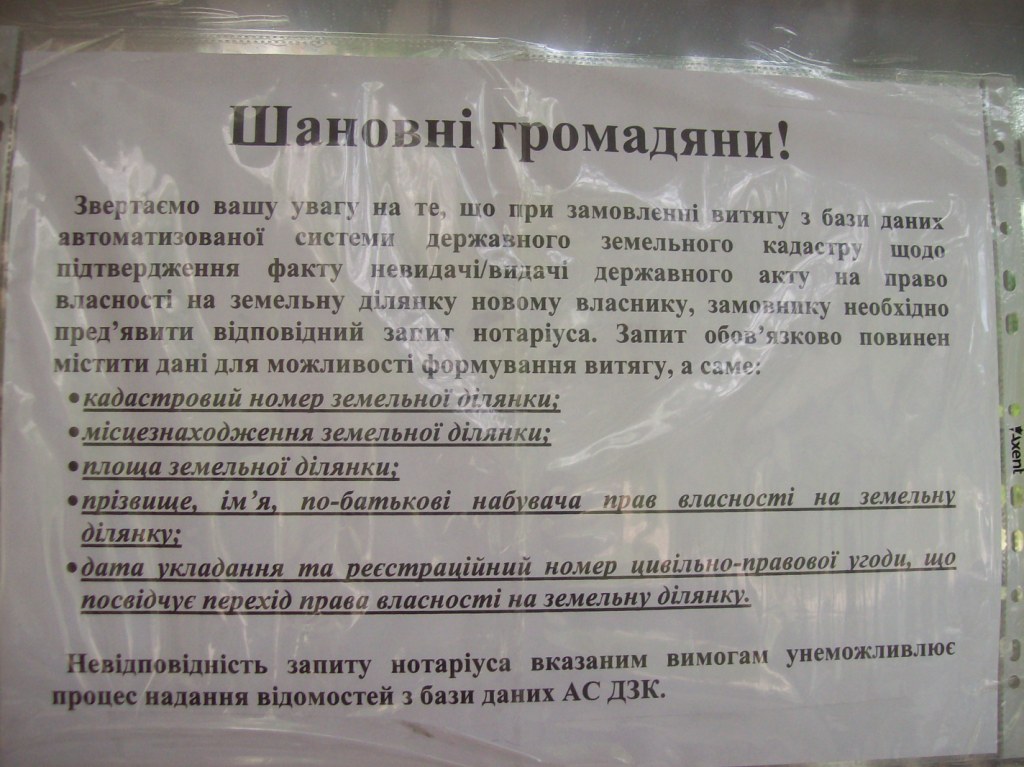 Шановні громадяни!
Звертаємо вашу увагу на те, що при замовленні витягу з бази даних
автоматизованої системи державного земельного кадастру щодо
підтвердження факту невидачі/видачі державного акту на право
власності на земельну ділянку новому власнику, замовнику необхідно
пред’явити відповідний запит нотаріуса. Запит обов’язково повинен
містити дані для можливості формування витягу, а саме:
•кадастровий номер земельної ділянки;
•місцезнаходження земельної ділянки;
•площа земельної ділянки;
•прізвище, ім’я, по-батькові набувача прав власності на земельну
ділянку;
•дата укладання та реєстраційний номер цивільно-правової угоди, що
посвідчує перехід права власності на земельну ділянку.
Невідповідність запиту нотаріуса вказаним вимогам унеможливлює
процес надання відомостей з бази даних АС ДЗК.
Axent